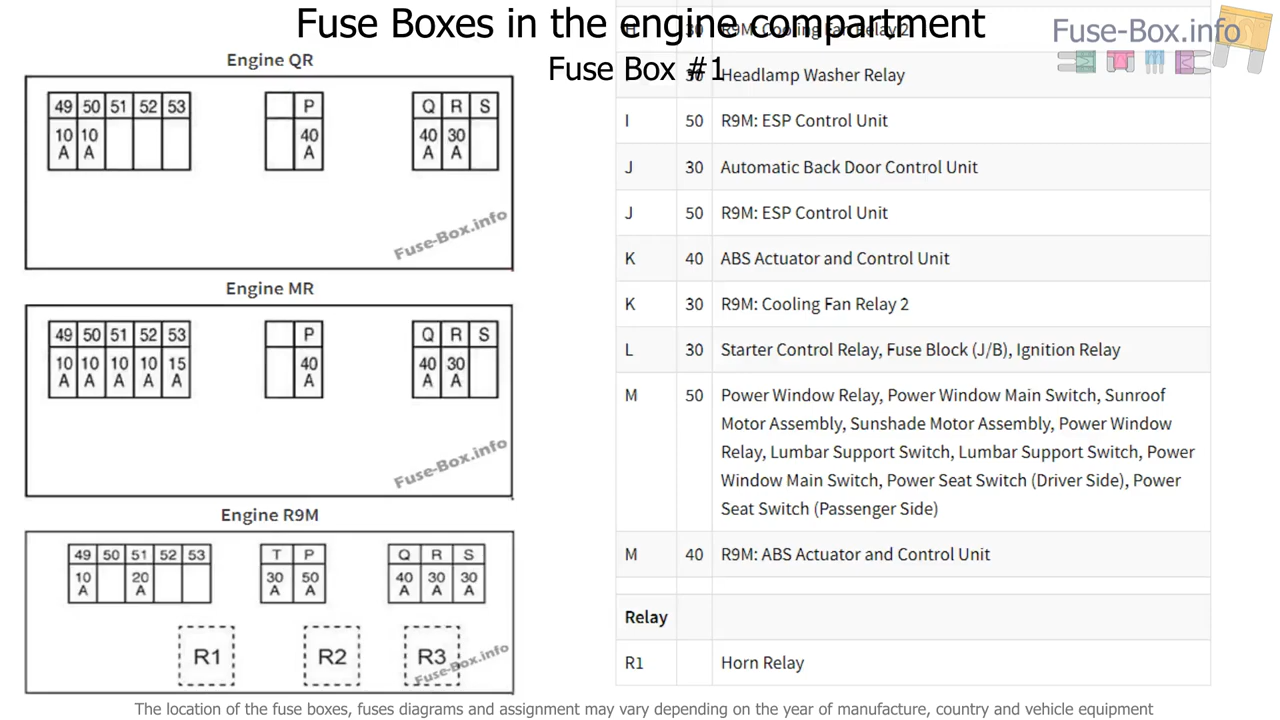 Fuse Boxes in the engine compartment
Fuse Box #1
Fuse-Box.info
Engine QR
49 50 51 52 53 P Q R S
10 A 10 A 40 A 40 A 30 A
Fuse-Box.info
Engine MR
49 50 51 52 53 P Q R S
10 A 10 A 10 A 10 A 15 A 40 A 40 A 30 A
Fuse-Box.info
Engine R9M
49 50 51 52 53 T P Q R S
10 A 20 A 30 A 50 A 40 A 30 A 30 A
R1 R2 R3
Fuse-Box.info
H 30 R9M: Cooling Fan Relay 2
30 Headlamp Washer Relay
I 50 R9M: ESP Control Unit
J 30 Automatic Back Door Control Unit
J 50 R9M: ESP Control Unit
K 40 ABS Actuator and Control Unit
K 30 R9M: Cooling Fan Relay 2
L 30 Starter Control Relay, Fuse Block (J/B), Ignition Relay
M 50 Power Window Relay, Power Window Main Switch, Sunroof
Motor Assembly, Sunshade Motor Assembly, Power Window
Relay, Lumbar Support Switch, Lumbar Support Switch, Power
Window Main Switch, Power Seat Switch (Driver Side), Power
Seat Switch (Passenger Side)
M 40 R9M: ABS Actuator and Control Unit
Relay
R1 Horn Relay
The location of the fuse boxes, fuses diagrams and assignment may vary depending on the year of manufacture, country and vehicle equipment